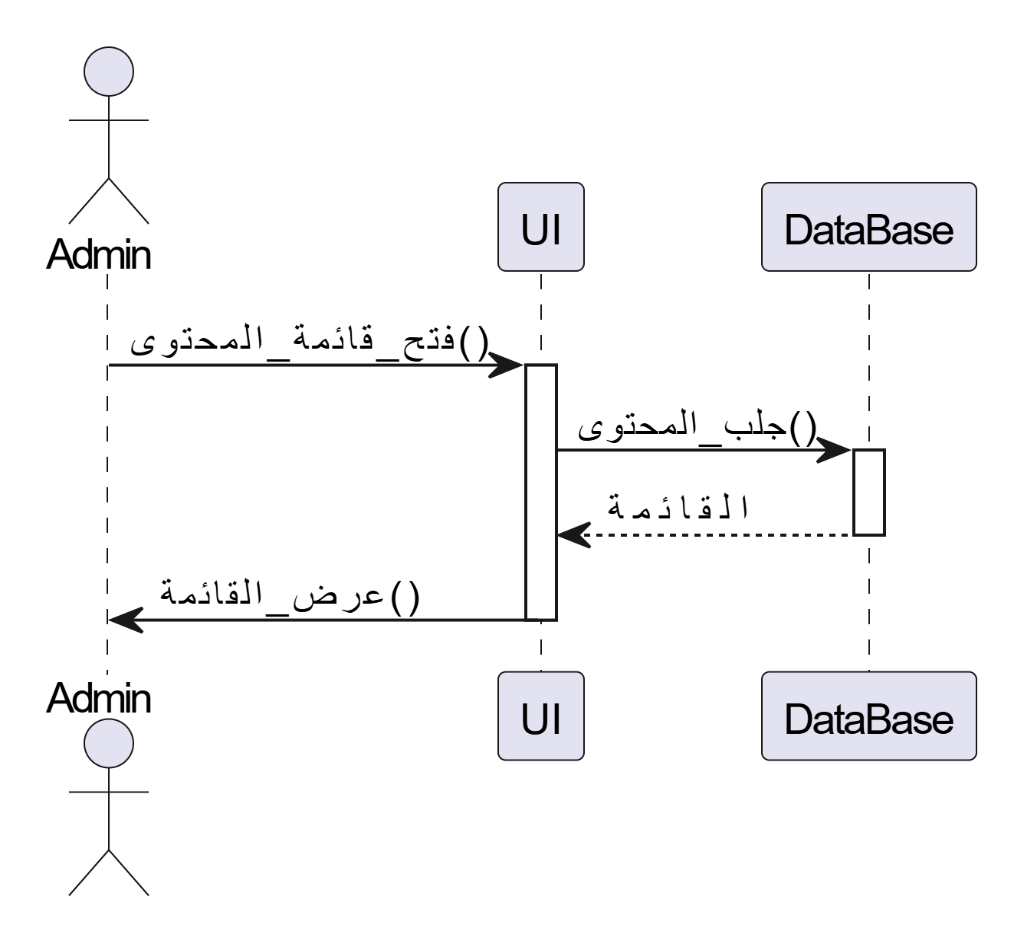 Admin
UI
DataBase
فتح_قائمة_المحتوى()
جلب_المحتوى()
القائمة
عرض_القائمة()
Admin
UI
DataBase